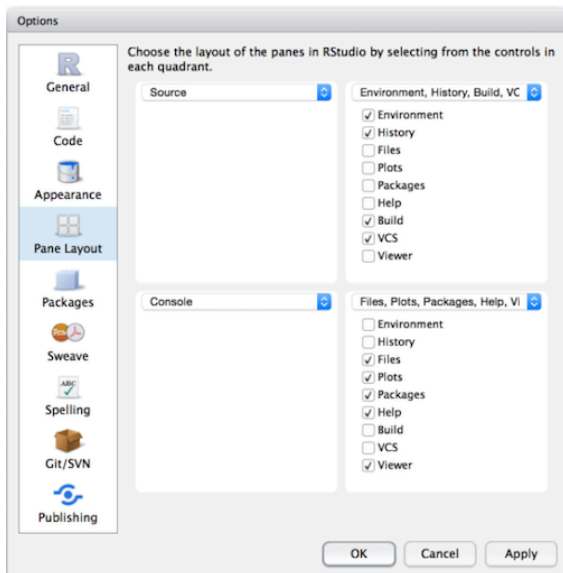 Options
Choose the layout of the panes in RStudio by selecting from the controls in
each quadrant.
R
General
Code
Appearance
Pane Layout
Packages
Sweave
ABC
Spelling
Git/SVN
Publishing
Source
Environment, History, Build, VC
Environment
History
Files
Plots
Packages
Help
Build
VCS
Viewer
Console
Files, Plots, Packages, Help, Vi
Environment
History
Files
Plots
Packages
Help
Build
VCS
Viewer
OK
Cancel
Apply